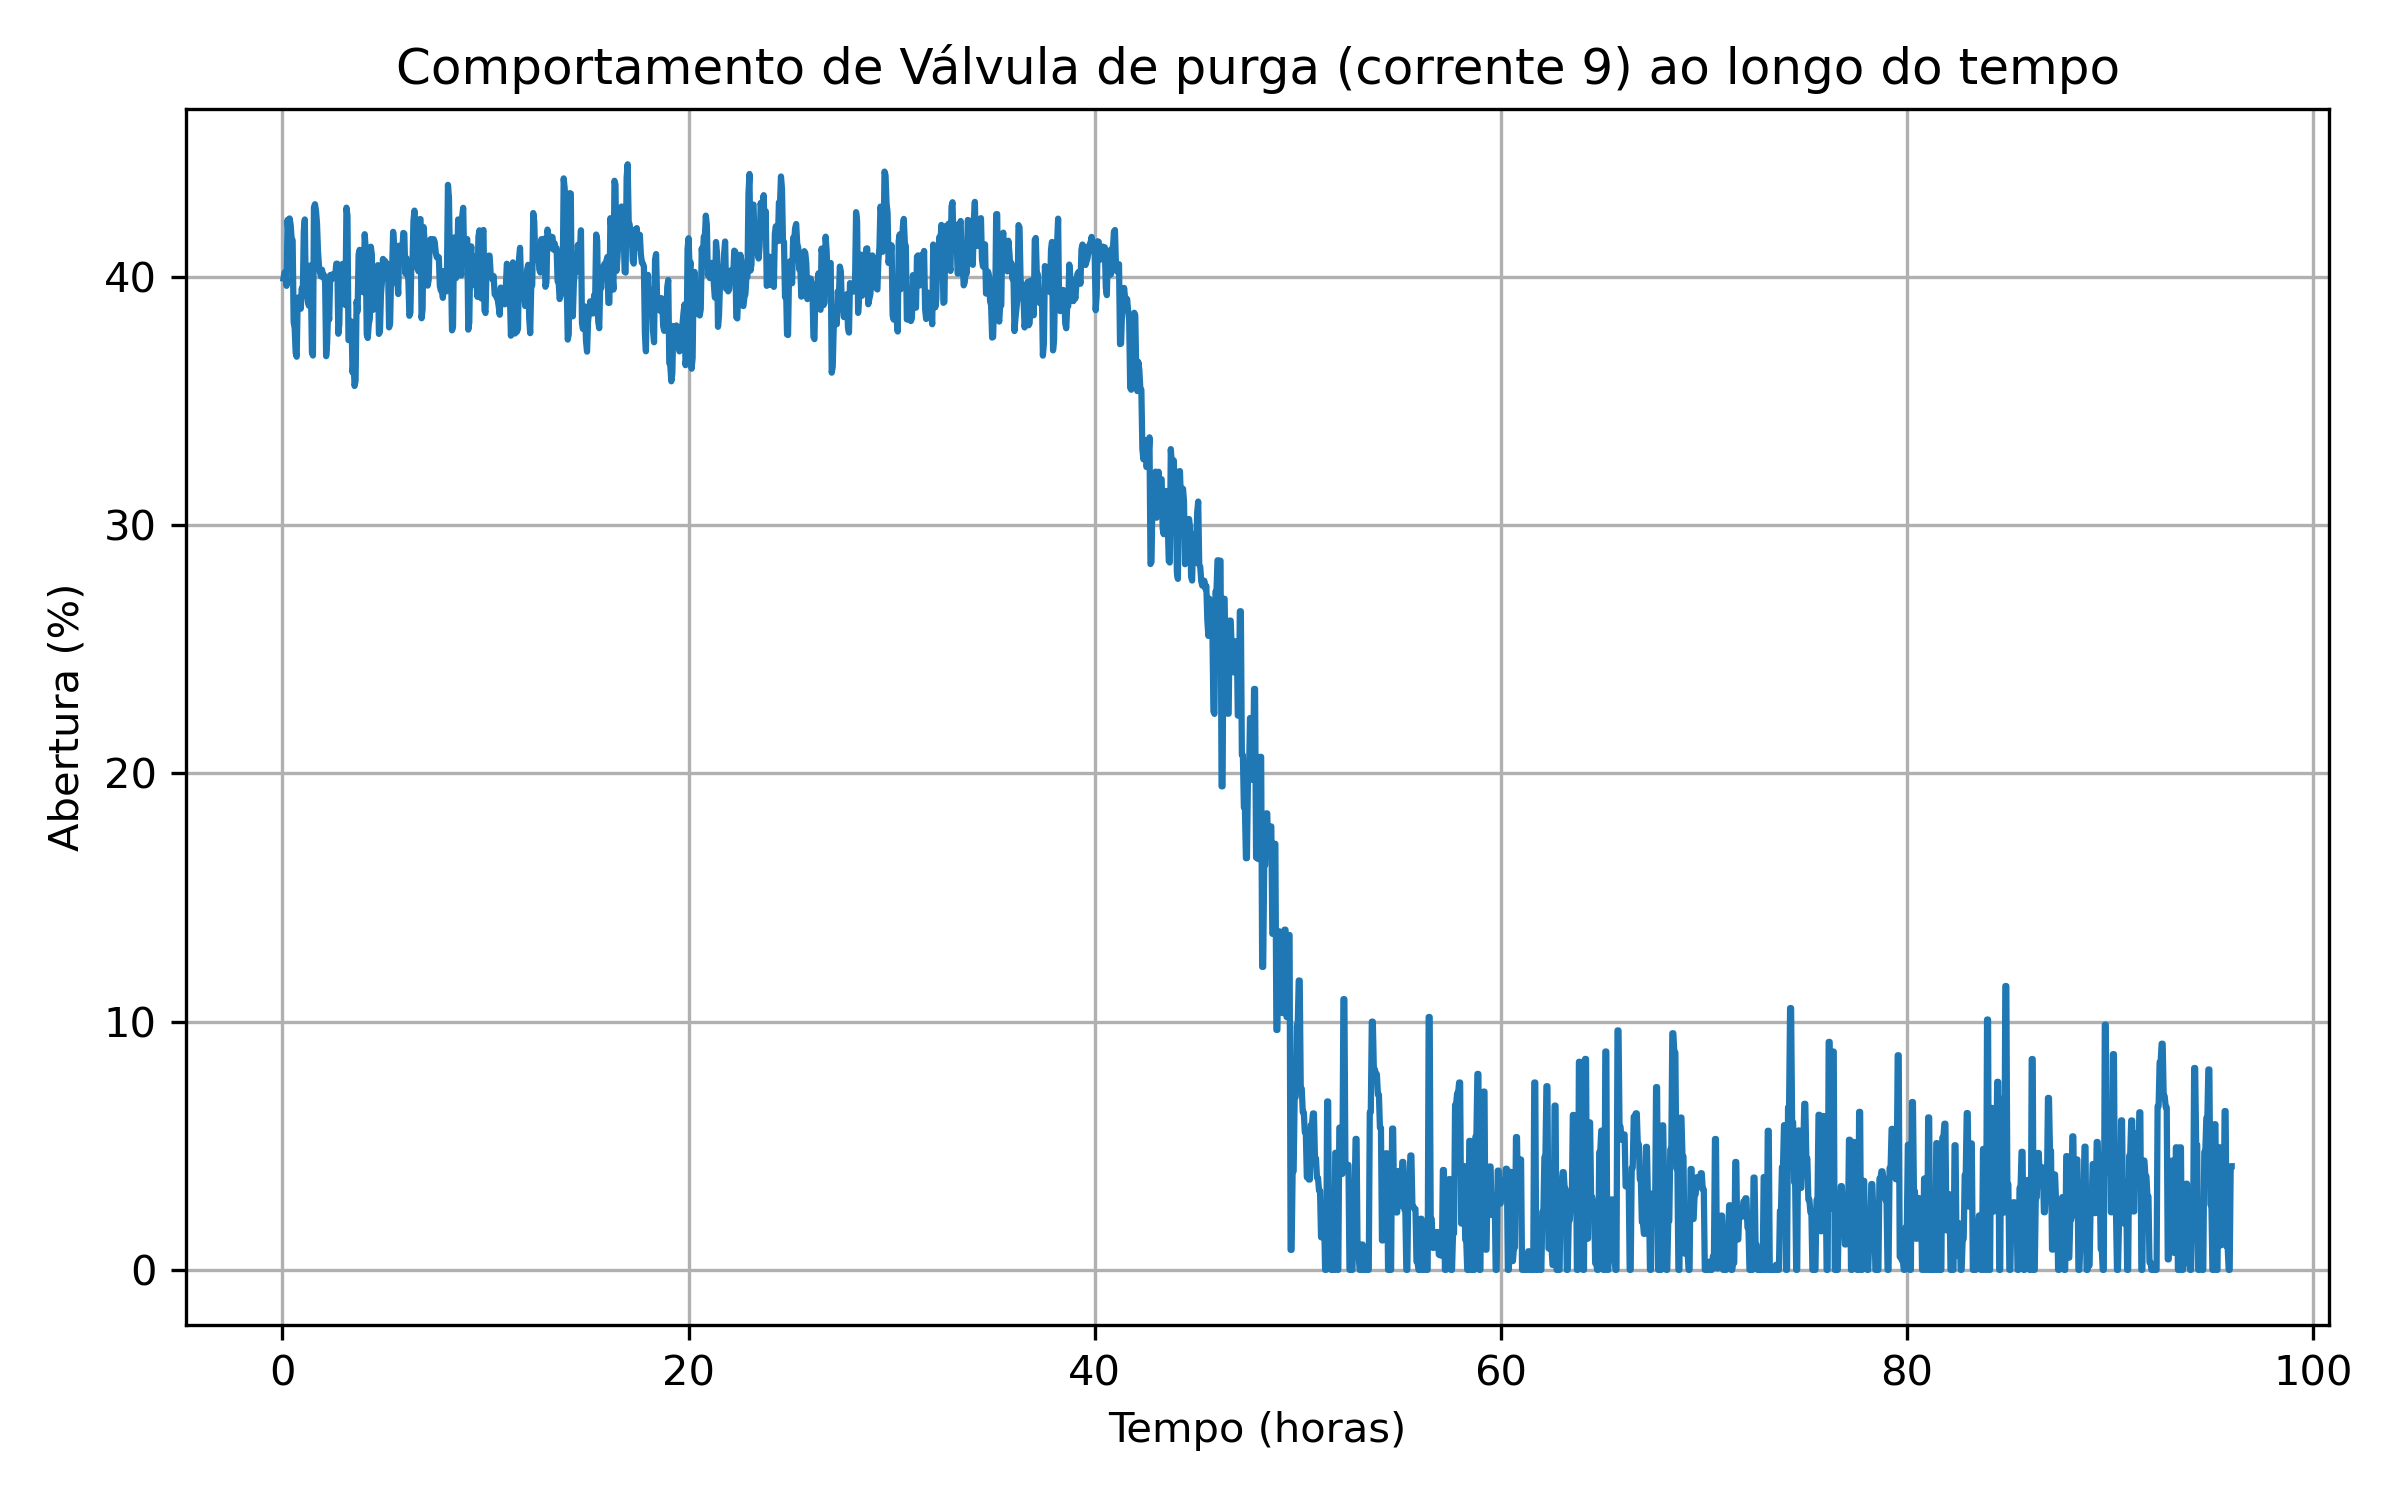 Comportamento de Válvula de purga (corrente 9) ao longo do tempo
Abertura (%)
40
30
20
10
0
0 20 40 60 80 100
Tempo (horas)